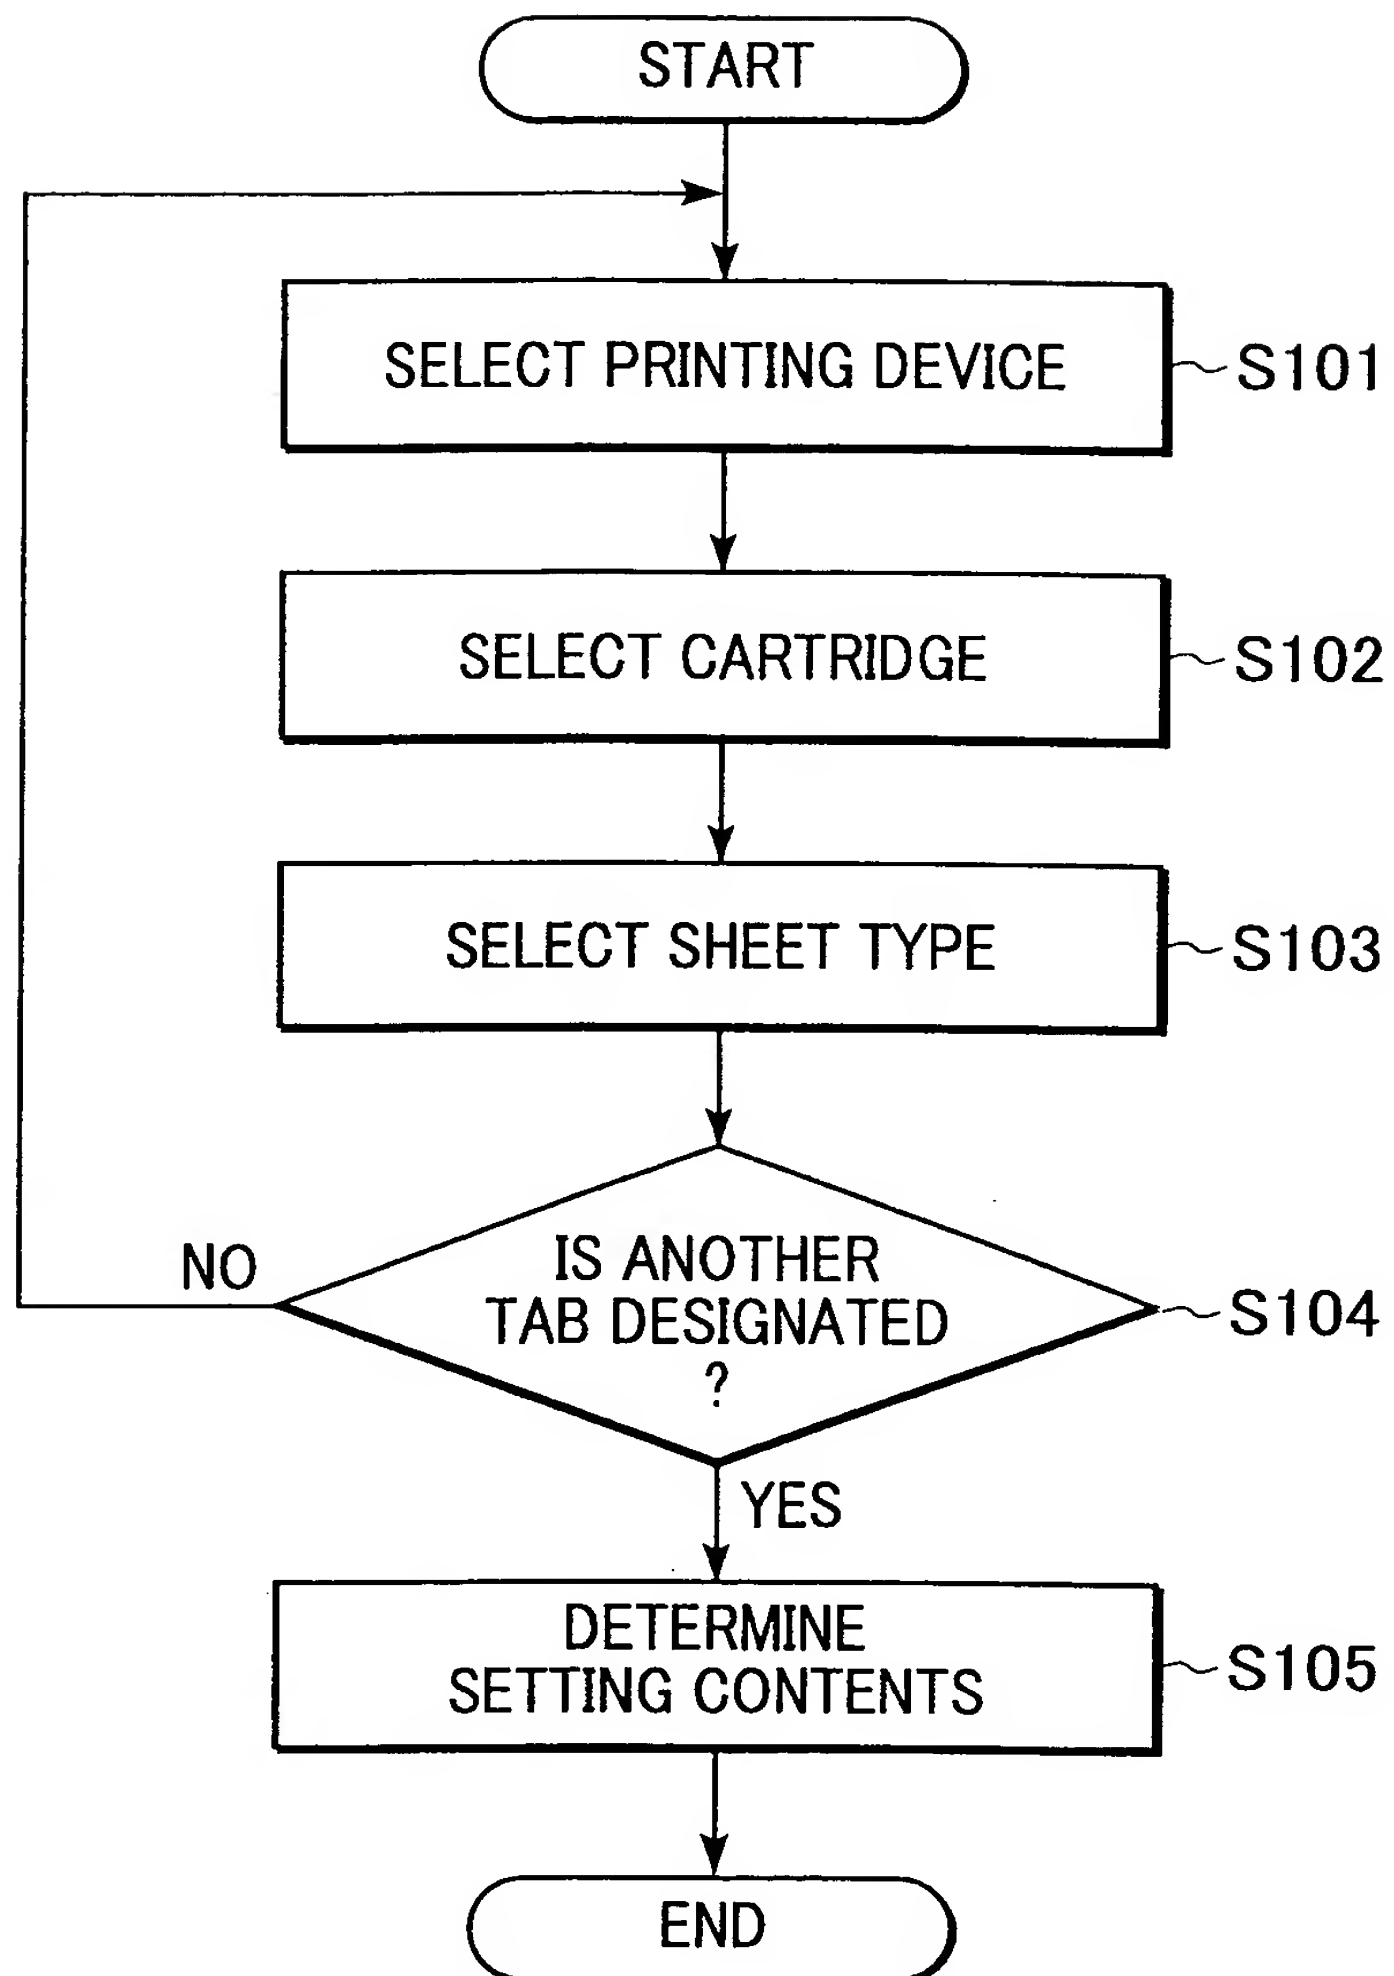 START
SELECT PRINTING DEVICE
S101
SELECT CARTRIDGE
S102
SELECT SHEET TYPE
S103
NO
IS ANOTHER
TAB DESIGNATED
?
S104
YES
DETERMINE
SETTING CONTENTS
S105
END